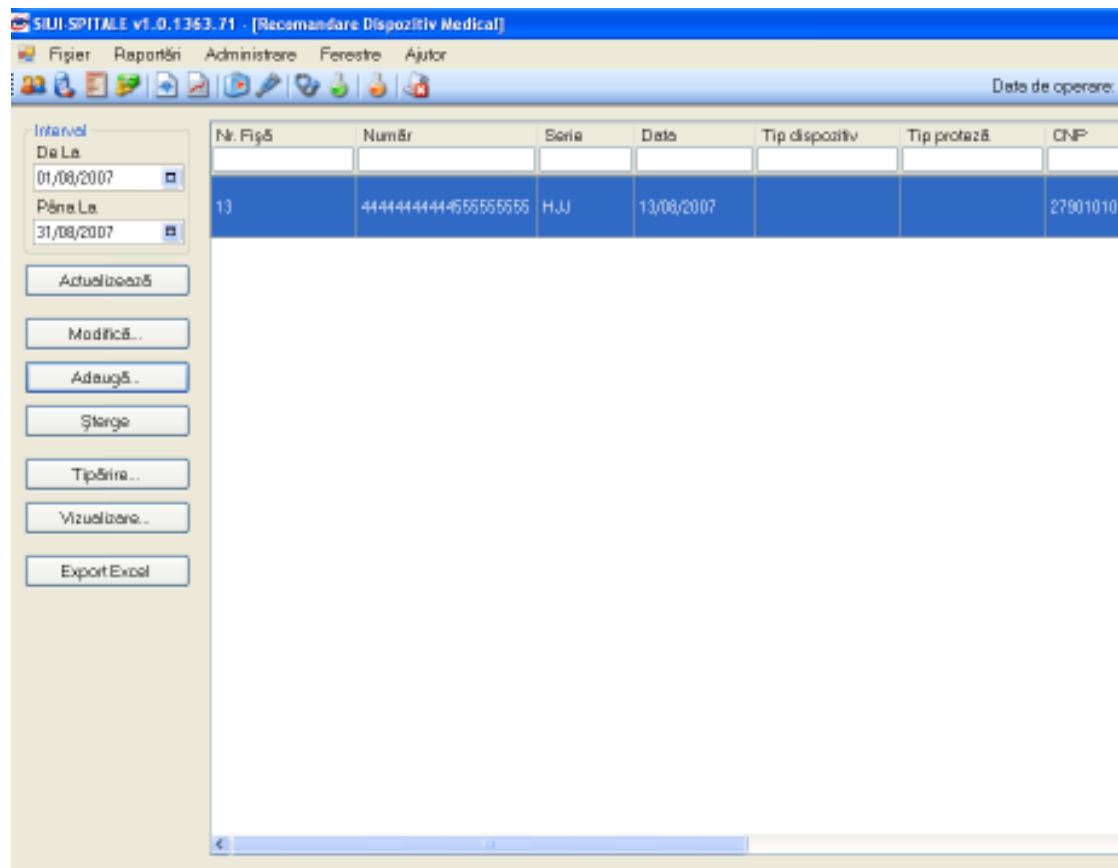 SIUI-SPITALE v1.0.1363.71 - [Recomandare Dispozitiv Medical]
Fişier Raportări Administrare Ferestre Ajutor
Data de operare:
Interval
De La
01/08/2007
Pâna La
31/08/2007
Actualizează
Modifică...
Adaugă...
Şterge
Tipărire...
Vizualizare...
Export Excel
Nr. Fişă Număr Serie Data Tip dispozitiv Tip proteză CNP
13 44444444444555555555 HJJ 13/08/2007 27901010